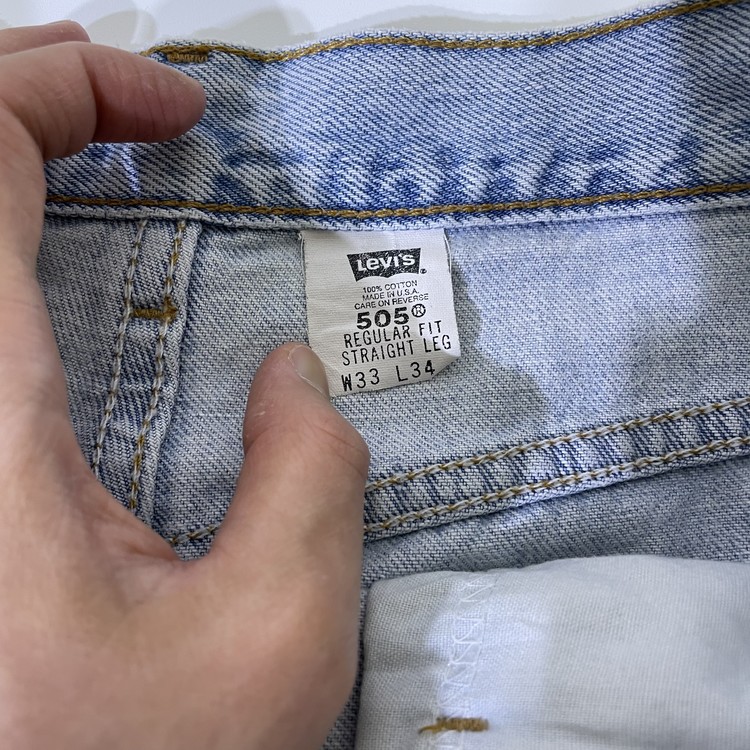 Levi's
100% COTTON
MADE IN U.S.A.
CARE ON REVERSE
505®
REGULAR FIT
STRAIGHT LEG
W33 L34